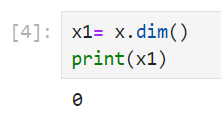 [4]: x1= x.dim()
print(x1)
0